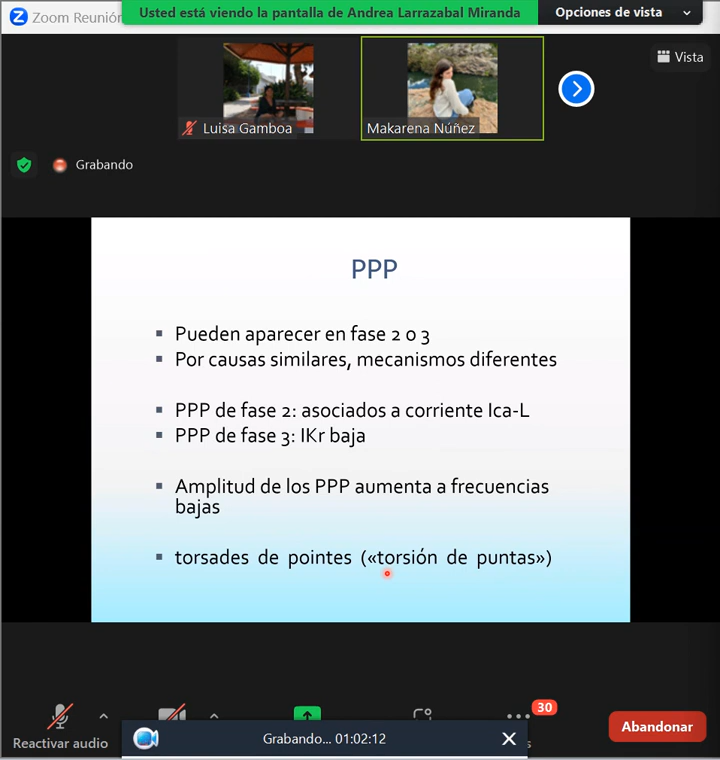 Zoom Reunión
Usted está viendo la pantalla de Andrea Larrazabal Miranda
Opciones de vista
Luisa Gamboa
Makarena Núñez
Vista
Grabando
PPP
Pueden aparecer en fase 2 o 3
Por causas similares, mecanismos diferentes
PPP de fase 2: asociados a corriente Ica-L
PPP de fase 3: IKr baja
Amplitud de los PPP aumenta a frecuencias
bajas
torsades de pointes («torsión de puntas»)
30
Reactivar audio
Grabando... 01:02:12
s
Abandonar